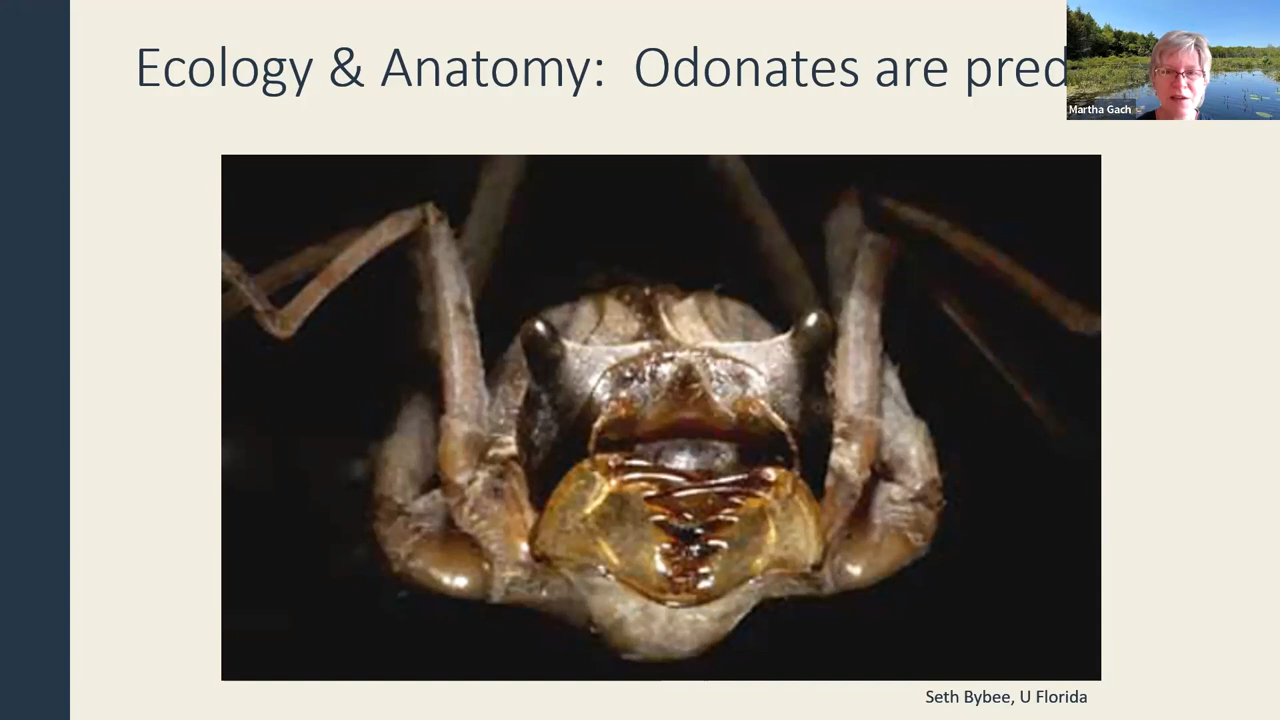 Ecology & Anatomy:  Odonates are pred
Martha Gach
Seth Bybee, U Florida